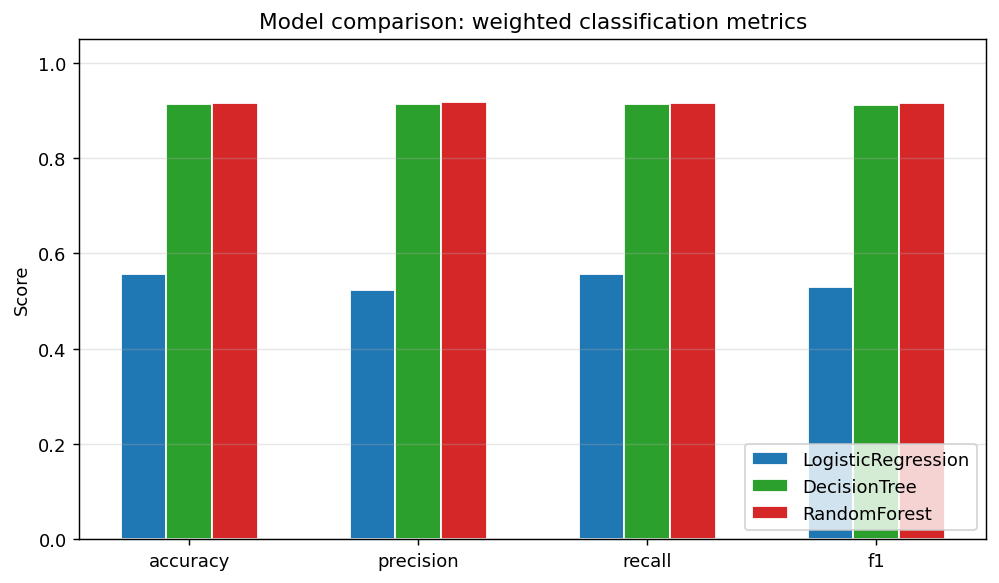 Model comparison: weighted classification metrics
Score
1.0
0.8
0.6
0.4
0.2
0.0
accuracy precision recall f1
LogisticRegression
DecisionTree
RandomForest